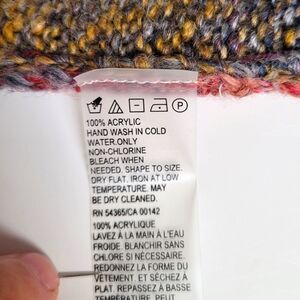 P
100% ACRYLIC
HAND WASH IN COLD
WATER.ONLY
NON-CHLORINE
BLEACH WHEN
NEEDED. SHAPE TO SIZE.
DRY FLAT. IRON AT LOW
TEMPERATURE. MAY
BE DRY CLEANED.
RN 54365/CA 00142
100% ACRYLIQUE
LAVEZ À LA MAIN À L'EAU
FROIDE. BLANCHIR SANS
CHLORE SI NÉCESSAIRE.
REDONNEZ LA FORME DU
VÊTEMENT ET SÉCHEZ À
PLAT. REPASSEZ À BASSE
TEMPÉRATURE. PEUT